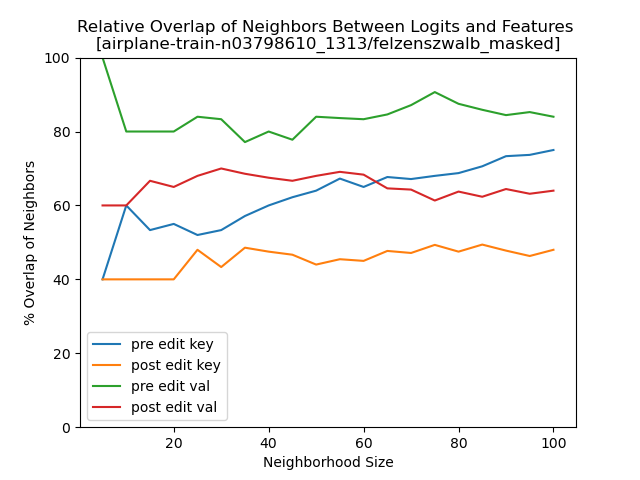 Relative Overlap of Neighbors Between Logits and Features
[airplane-train-n03798610_1313/felzenszwalb_masked]
100
80
60
40
20
0
% Overlap of Neighbors
pre edit key
post edit key
pre edit val
post edit val
20 40 60 80 100
Neighborhood Size